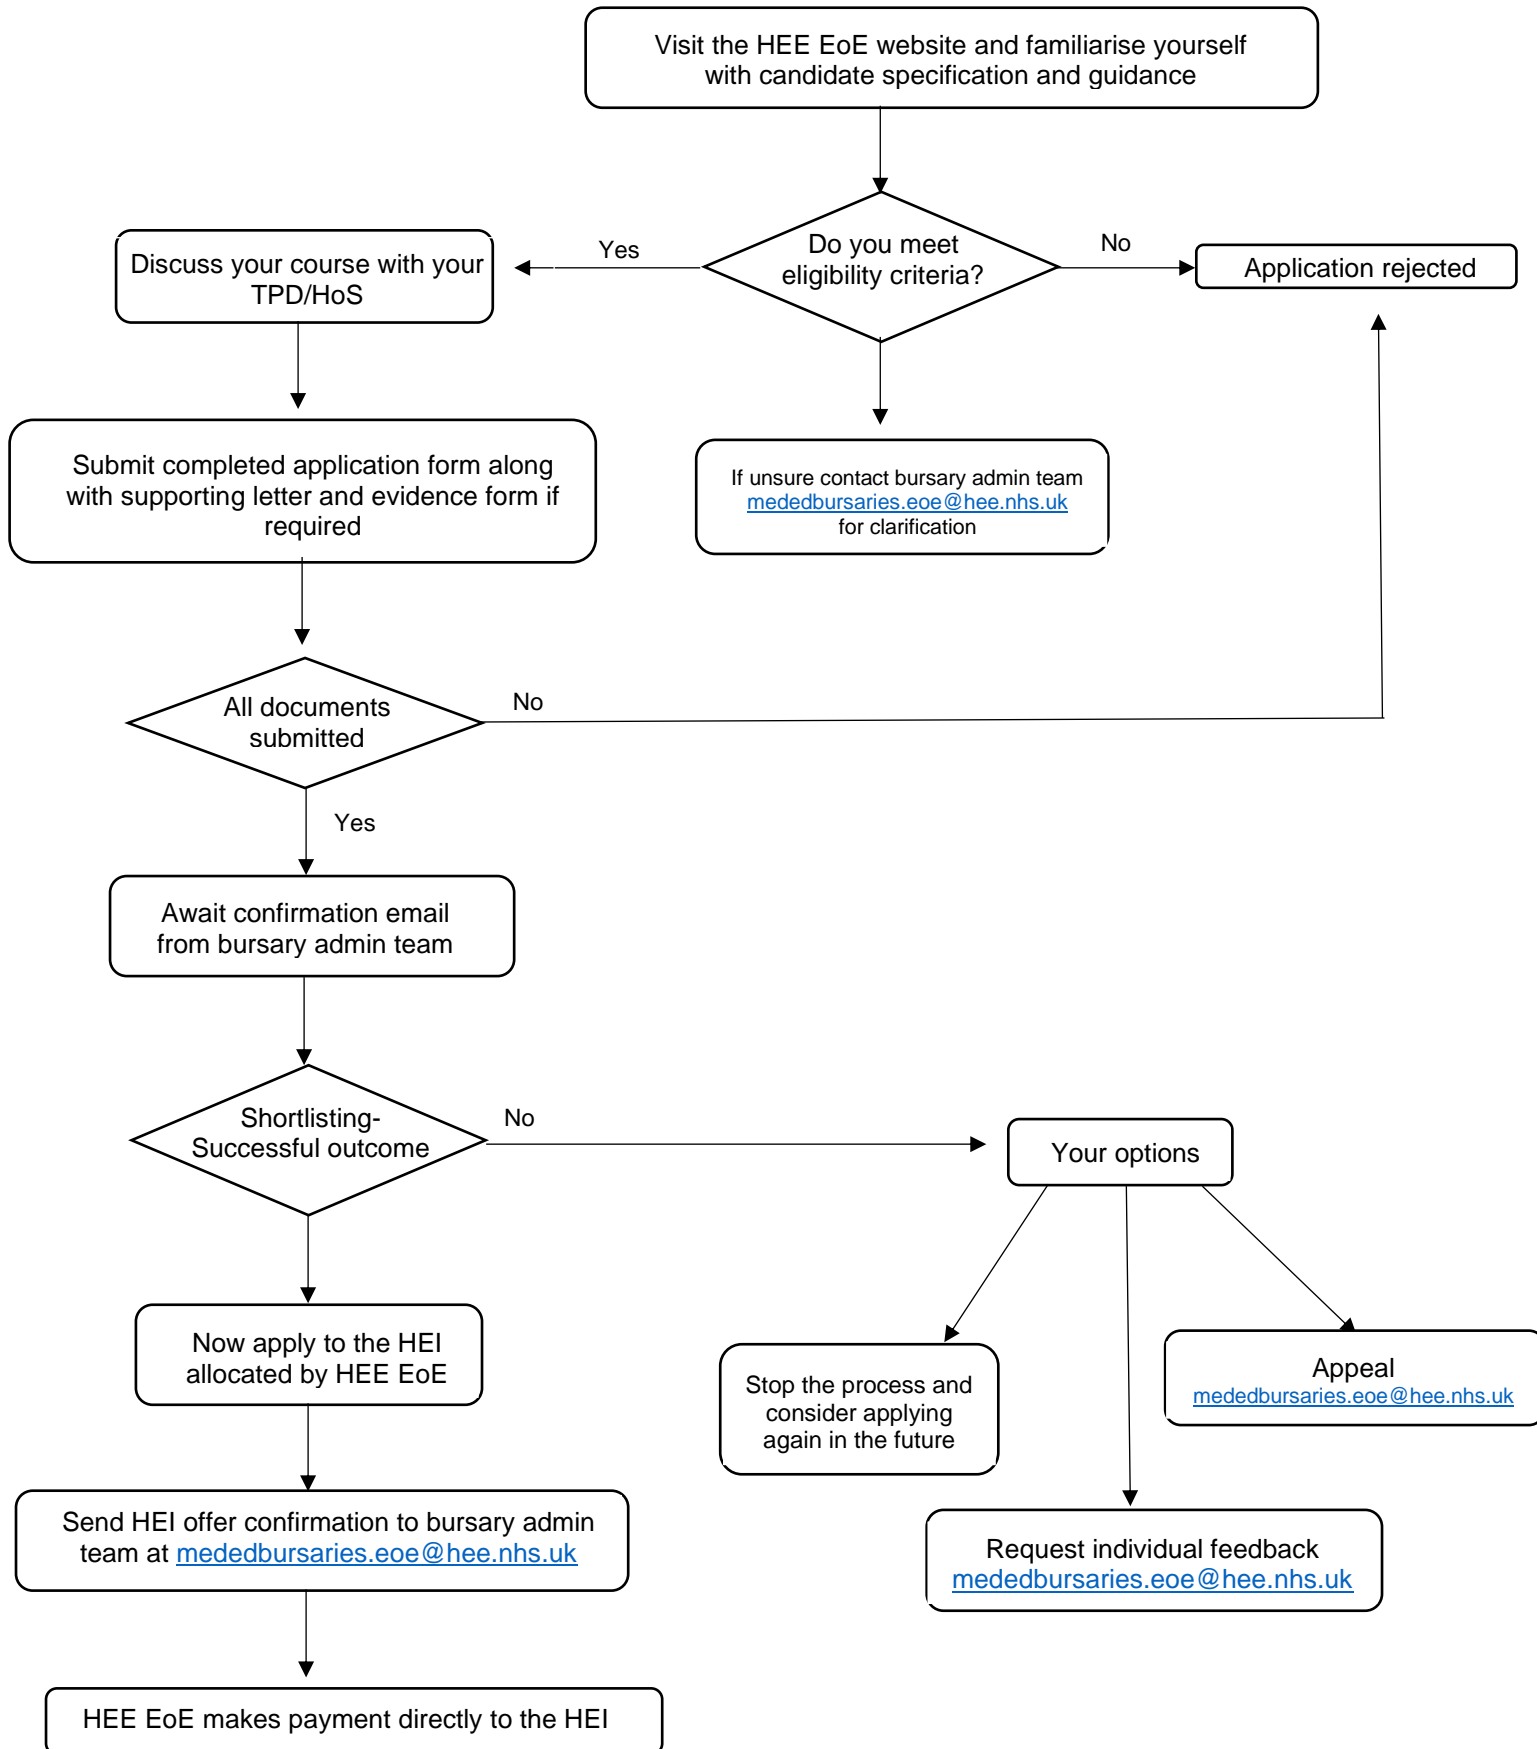 Visit the HEE EoE website and familiarise yourself
with candidate specification and guidance
Do you meet
eligibility criteria?
Yes
No
Discuss your course with your
TPD/HoS
Application rejected
Submit completed application form along
with supporting letter and evidence form if
required
If unsure contact bursary admin team
mededbursaries.eoe@hee.nhs.uk
for clarification
All documents
submitted
No
Yes
Await confirmation email
from bursary admin team
Shortlisting-
Successful outcome
No
Your options
Now apply to the HEI
allocated by HEE EoE
Stop the process and
consider applying
again in the future
Appeal
mededbursaries.eoe@hee.nhs.uk
Send HEI offer confirmation to bursary admin
team at mededbursaries.eoe@hee.nhs.uk
Request individual feedback
mededbursaries.eoe@hee.nhs.uk
HEE EoE makes payment directly to the HEI